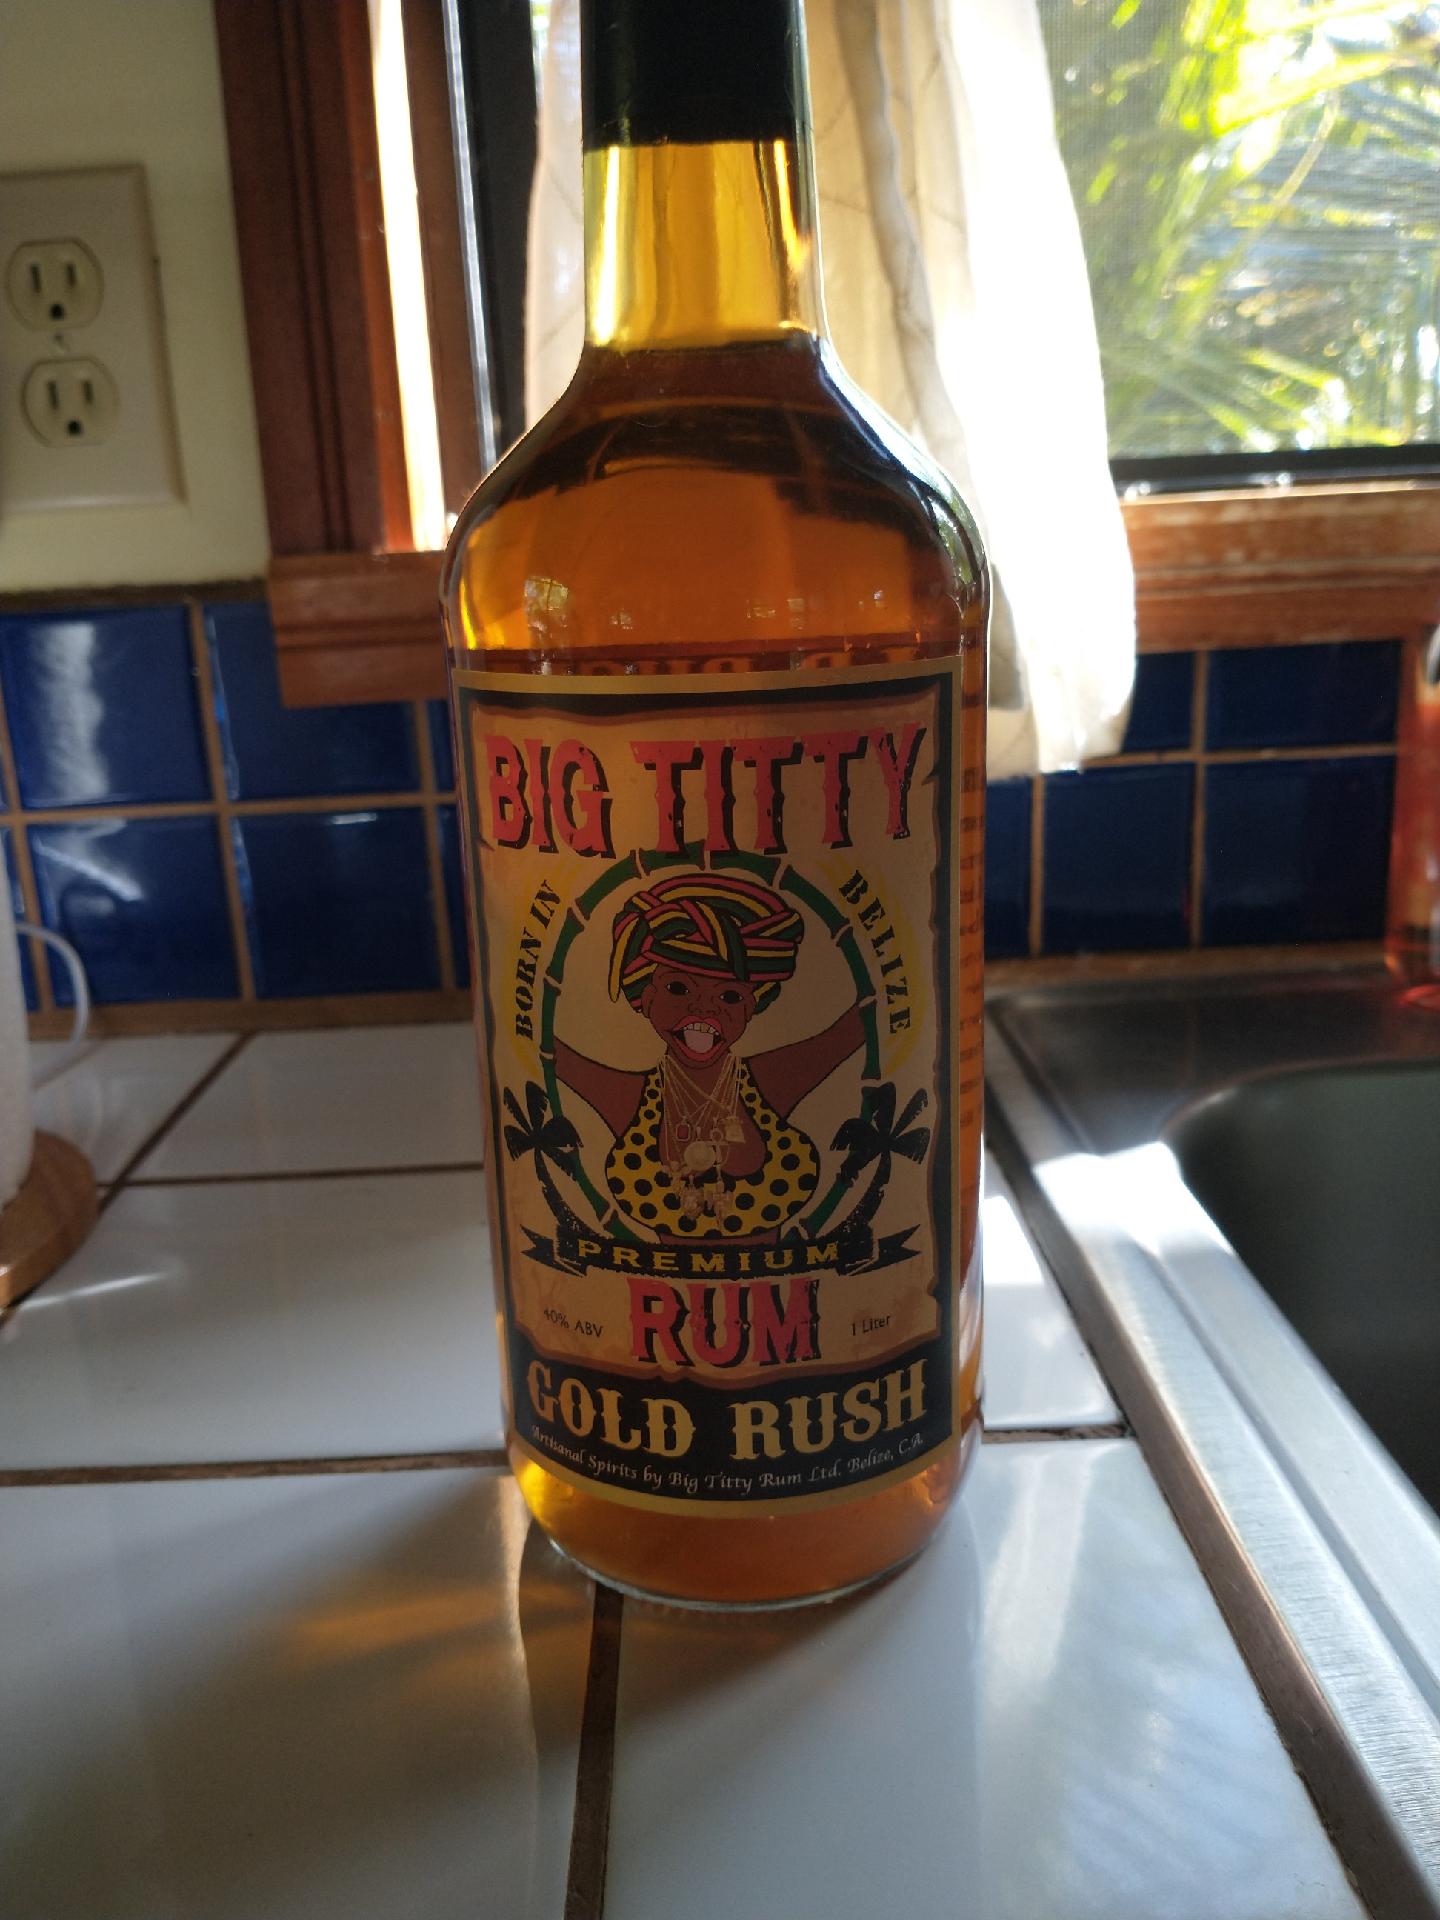 BIG TITTY
BORN IN
BELIZE
PREMIUM
RUM
40% ABV
1 Liter
GOLD RUSH
Artisanal Spirits by Big Titty Rum Ltd. Belize, C.A.